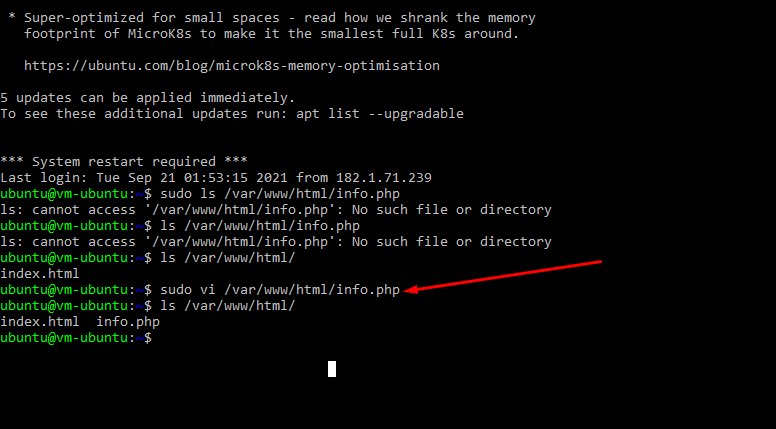 * Super-optimized for small spaces - read how we shrank the memory
footprint of MicroK8s to make it the smallest full K8s around.
https://ubuntu.com/blog/microk8s-memory-optimisation
5 updates can be applied immediately.
To see these additional updates run: apt list --upgradable
*** System restart required ***
Last login: Tue Sep 21 01:53:15 2021 from 182.1.71.239
ubuntu@vm-ubuntu:~$ sudo ls /var/www/html/info.php
ls: cannot access '/var/www/html/info.php': No such file or directory
ubuntu@vm-ubuntu:~$ ls /var/www/html/info.php
ls: cannot access '/var/www/html/info.php': No such file or directory
ubuntu@vm-ubuntu:~$ ls /var/www/html/
index.html
ubuntu@vm-ubuntu:~$ sudo vi /var/www/html/info.php
ubuntu@vm-ubuntu:~$ ls /var/www/html/
index.html  info.php
ubuntu@vm-ubuntu:~$